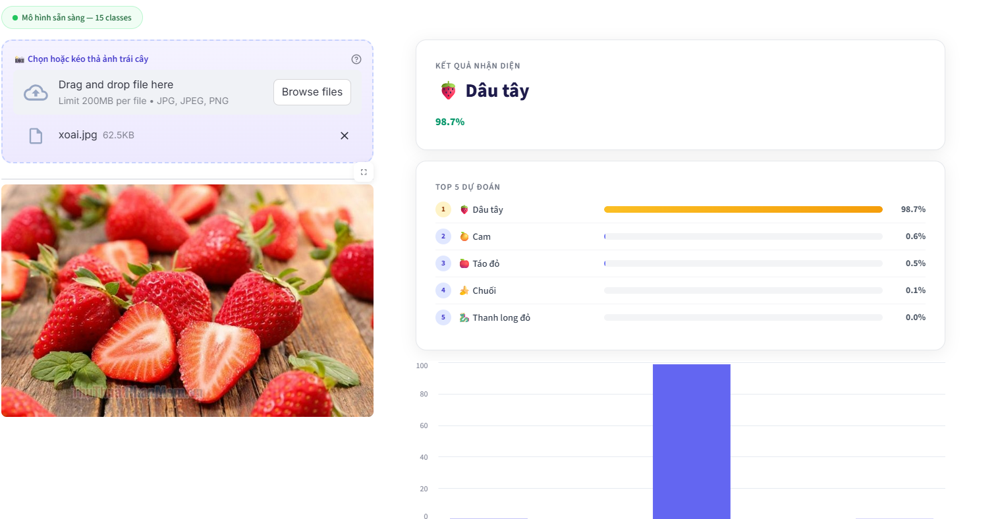 Mô hình sẵn sàng — 15 classes
Chọn hoặc kéo thả ảnh trái cây
Drag and drop file here
Limit 200MB per file • JPG, JPEG, PNG
Browse files
xoai.jpg 62.5KB
ThuThuatPhanMem.vn
KẾT QUẢ NHẬN DIỆN
Dâu tây
98.7%
TOP 5 DỰ ĐOÁN
1 Dâu tây 98.7%
2 Cam 0.6%
3 Táo đỏ 0.5%
4 Chuối 0.1%
5 Thanh long đỏ 0.0%
100
80
60
40
20
0